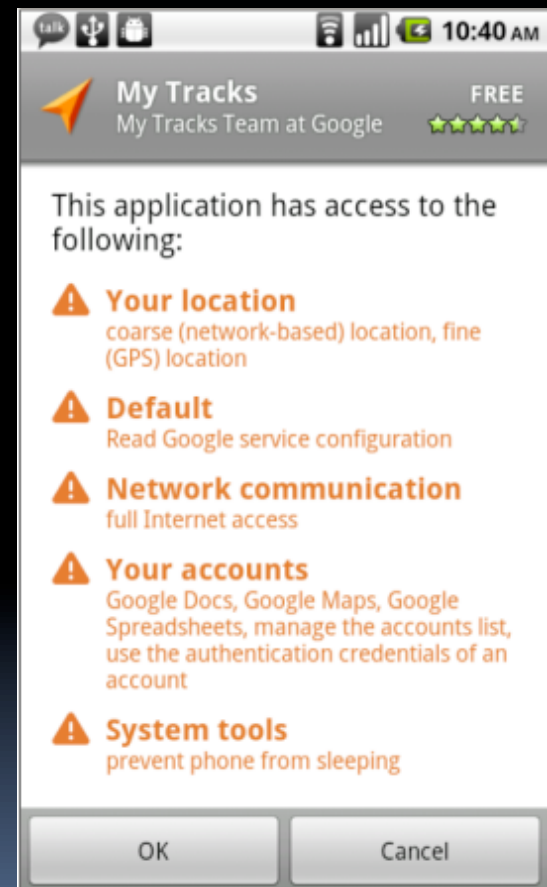 talk 10:40 AM
My Tracks FREE
My Tracks Team at Google
This application has access to the
following:
Your location
coarse (network-based) location, fine
(GPS) location
Default
Read Google service configuration
Network communication
full Internet access
Your accounts
Google Docs, Google Maps, Google
Spreadsheets, manage the accounts list,
use the authentication credentials of an
account
System tools
prevent phone from sleeping
OK Cancel